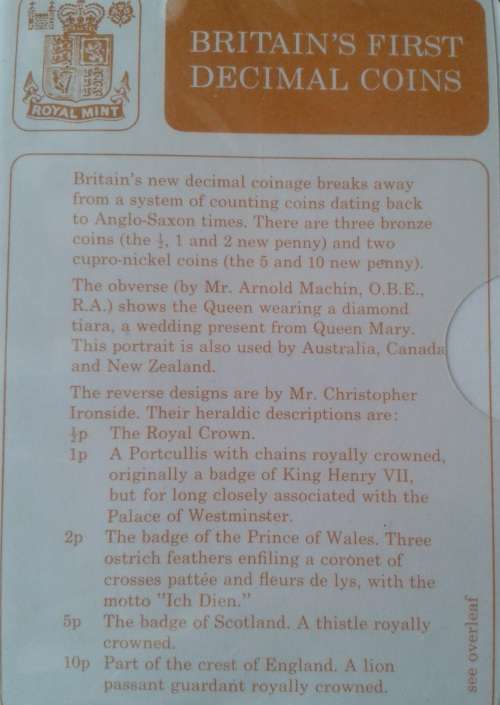 ROYAL MINT
BRITAIN'S FIRST
DECIMAL COINS
Britain's new decimal coinage breaks away
from a system of counting coins dating back
to Anglo-Saxon times. There are three bronze
coins (the ½, 1 and 2 new penny) and two
cupro-nickel coins (the 5 and 10 new penny).
The obverse (by Mr. Arnold Machin, O.B.E.,
R.A.) shows the Queen wearing a diamond
tiara, a wedding present from Queen Mary.
This portrait is also used by Australia, Canada
and New Zealand.
The reverse designs are by Mr. Christopher
Ironside. Their heraldic descriptions are:
½p The Royal Crown.
1p A Portcullis with chains royally crowned,
originally a badge of King Henry VII,
but for long closely associated with the
Palace of Westminster.
2p The badge of the Prince of Wales. Three
ostrich feathers enfiling a coronet of
crosses pattée and fleurs de lys, with the
motto "Ich Dien."
5p The badge of Scotland. A thistle royally
crowned.
10p Part of the crest of England. A lion
passant guardant royally crowned.
see overleaf